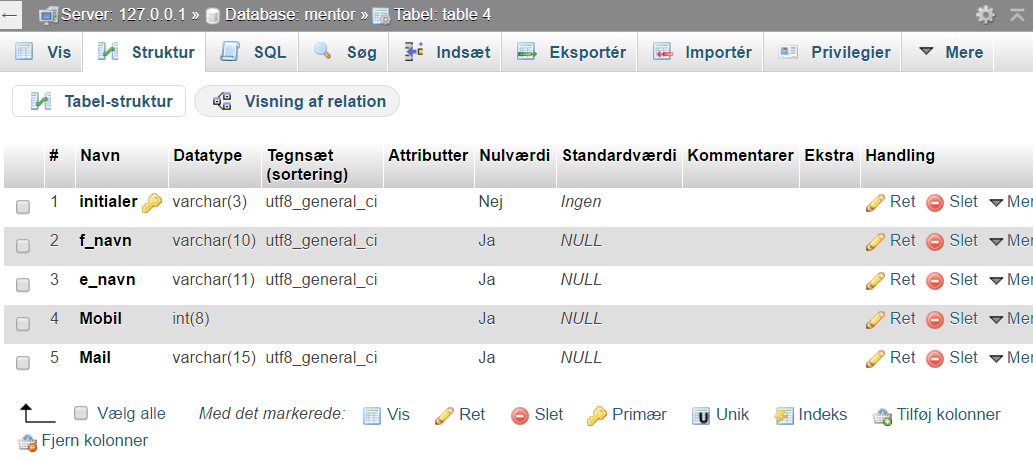 Server: 127.0.0.1 » Database: mentor » Tabel: table 4
Vis Struktur SQL Søg Indsæt Eksportér Importér Privilegier Mere
Tabel-struktur Visning af relation
# Navn Datatype Tegnsæt (sortering) Attributter Nulværdi Standardværdi Kommentarer Ekstra Handling
1 initialer varchar(3) utf8_general_ci Nej Ingen Ret Slet Mer
2 f_navn varchar(10) utf8_general_ci Ja NULL Ret Slet Mer
3 e_navn varchar(11) utf8_general_ci Ja NULL Ret Slet Mer
4 Mobil int(8) Ja NULL Ret Slet Mer
5 Mail varchar(15) utf8_general_ci Ja NULL Ret Slet Mer
Vælg alle Med det markerede: Vis Ret Slet Primær Unik Indeks Tilføj kolonner
Fjern kolonner